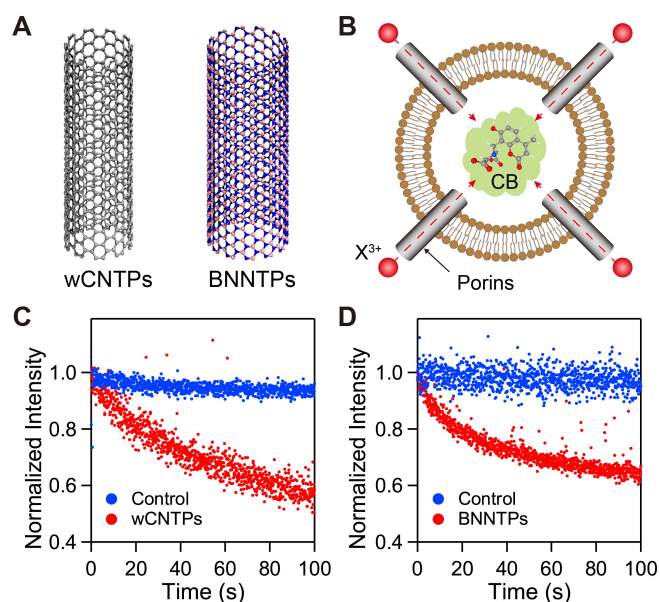 A
wCNTPs
BNNTPs
B
CB
X³⁺
Porins
C
Normalized Intensity
1.0
0.8
0.6
0.4
Control
wCNTPs
0
20
40
60
80
100
Time (s)
D
Normalized Intensity
1.0
0.8
0.6
0.4
Control
BNNTPs
0
20
40
60
80
100
Time (s)